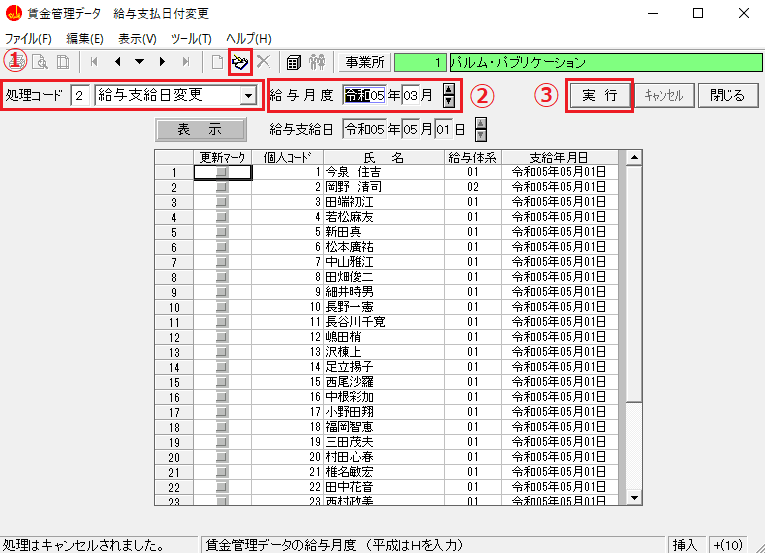 賃金管理データ 給与支払日付変更
ファイル(F) 編集(E) 表示(V) ツール(T) ヘルプ(H)
① 事業所 1 パルム・パブリケーション
処理コード 2 給与支給日変更 給与月度 令和05年03月 ② ③ 実行 キャンセル 閉じる
表示 給与支給日 令和05年05月01日
更新マーク 個人コード 氏名 給与体系 支給年月日
1 1 今泉 住吉 01 令和05年05月01日
2 2 岡野 清司 02 令和05年05月01日
3 3 田端初江 01 令和05年05月01日
4 4 若松麻友 01 令和05年05月01日
5 5 新田真 01 令和05年05月01日
6 6 松本廣祐 01 令和05年05月01日
7 7 中山雅江 01 令和05年05月01日
8 8 田畑俊二 01 令和05年05月01日
9 9 細井時男 01 令和05年05月01日
10 10 長野一憲 01 令和05年05月01日
11 11 長谷川千寛 01 令和05年05月01日
12 12 嶋田梢 01 令和05年05月01日
13 13 沢棟上 01 令和05年05月01日
14 14 足立揚子 01 令和05年05月01日
15 15 西尾沙羅 01 令和05年05月01日
16 16 中根彩加 01 令和05年05月01日
17 17 小野田翔 01 令和05年05月01日
18 18 福岡智恵 01 令和05年05月01日
19 19 三田茂夫 01 令和05年05月01日
20 20 村田心春 01 令和05年05月01日
21 21 椎名敏宏 01 令和05年05月01日
22 22 田中花音 01 令和05年05月01日
23 23 西村政美 01 令和05年05月01日
処理はキャンセルされました。 賃金管理データの給与月度 (平成はHを入力) 挿入 +(10)